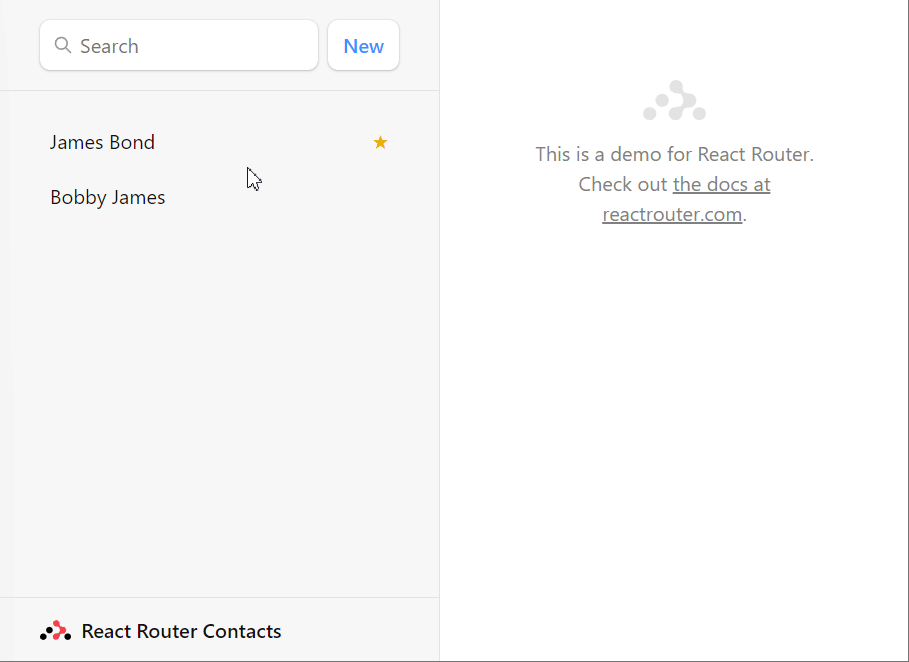 Search
New
James Bond ★
Bobby James
React Router Contacts
This is a demo for React Router.
Check out the docs at
reactrouter.com.